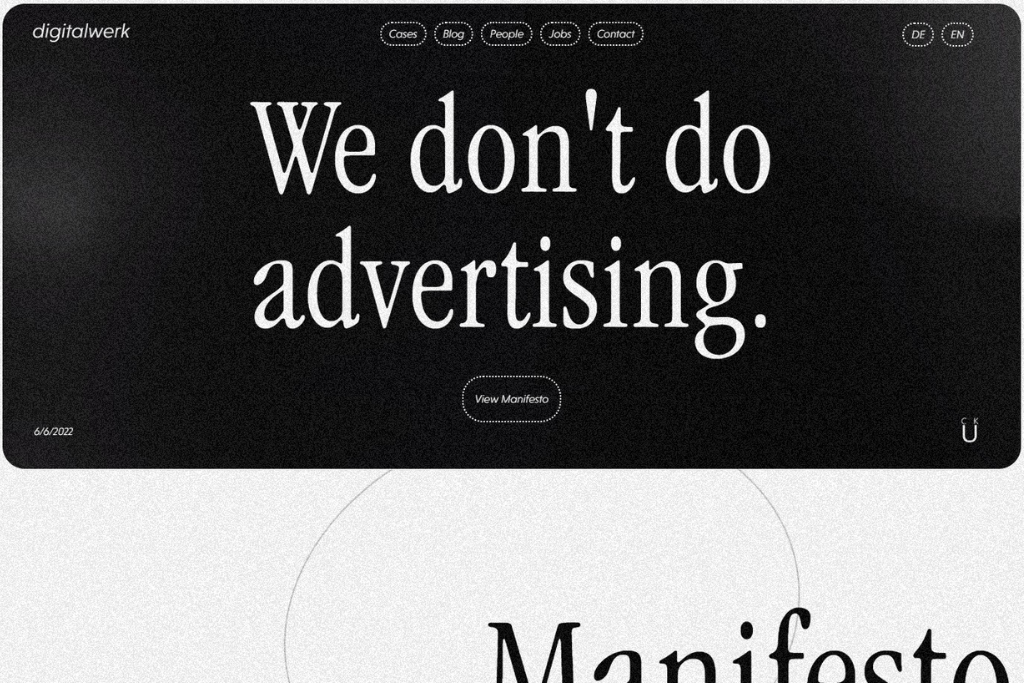 digitalwerk
Cases Blog People Jobs Contact
DE EN
We don't do
advertising.
View Manifesto
6/6/2022
C K
U
Manifesto